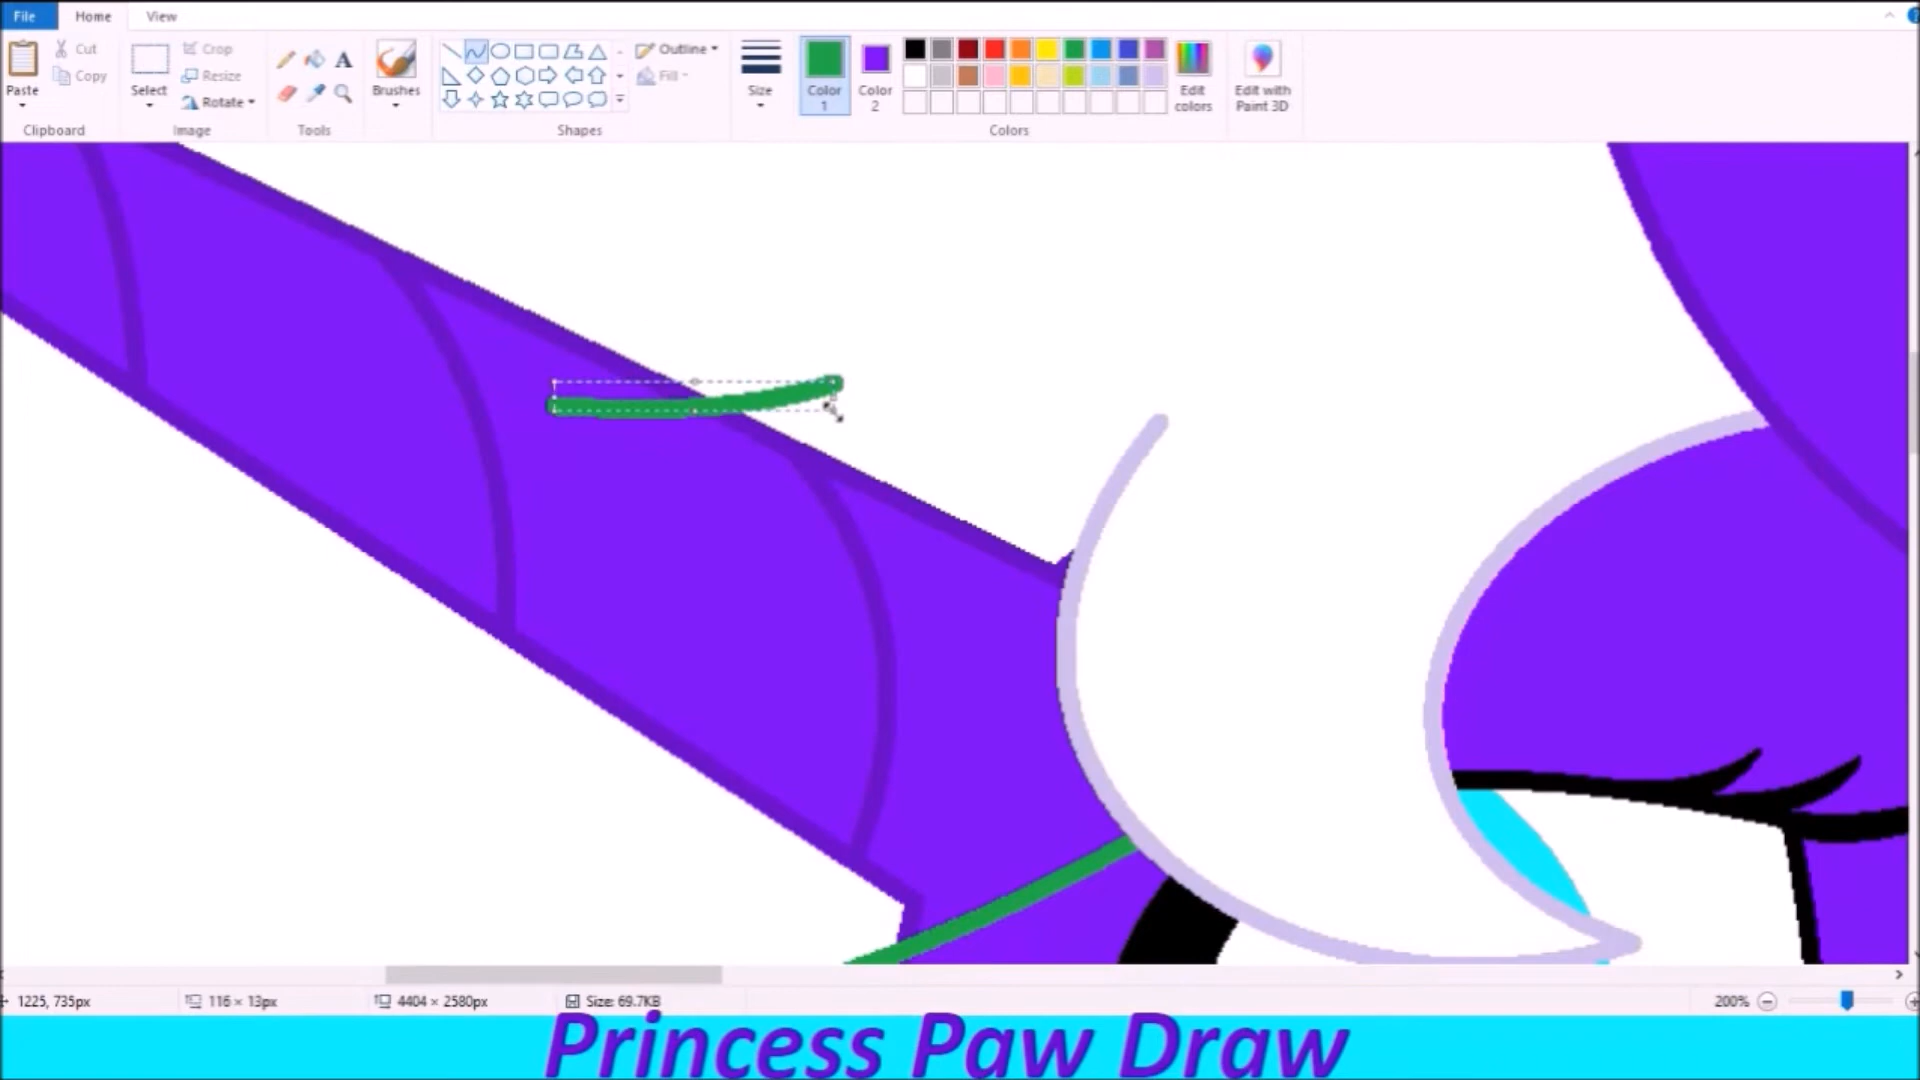 File Home View
Paste Cut Copy Clipboard
Select Crop Resize Rotate Image
A Tools
Brushes
Outline Fill Shapes
Size
Color 1 Color 2 Edit colors Colors
Edit with Paint 3D
1225, 735px 116 × 13px 4404 × 2580px Size: 69.7KB 200%
Princess Paw Draw